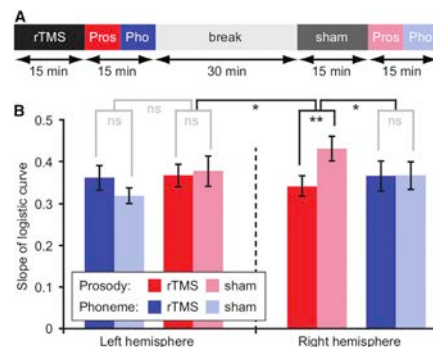 A
rTMS Pros Pho break sham Pros Pho
15 min 15 min 30 min 15 min 15 min
B
ns ns * ** * ns
ns
0.5
0.4
0.3
0.2
0.1
0
Slope of logistic curve
Prosody: rTMS sham
Phoneme: rTMS sham
Left hemisphere Right hemisphere